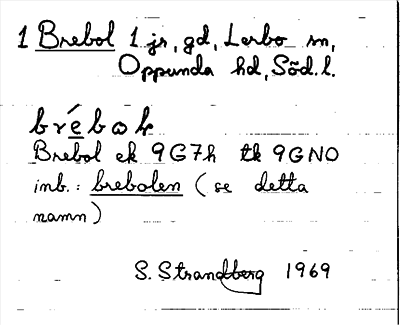 1 Brebol 1 jr, gd, Lerbo sn,
Oppunda hd, Söd. l.
brébok
Brebol ek 9G7h tk 9GNO
inb.: brebolen (se detta
namn)
S. Strandberg 1969